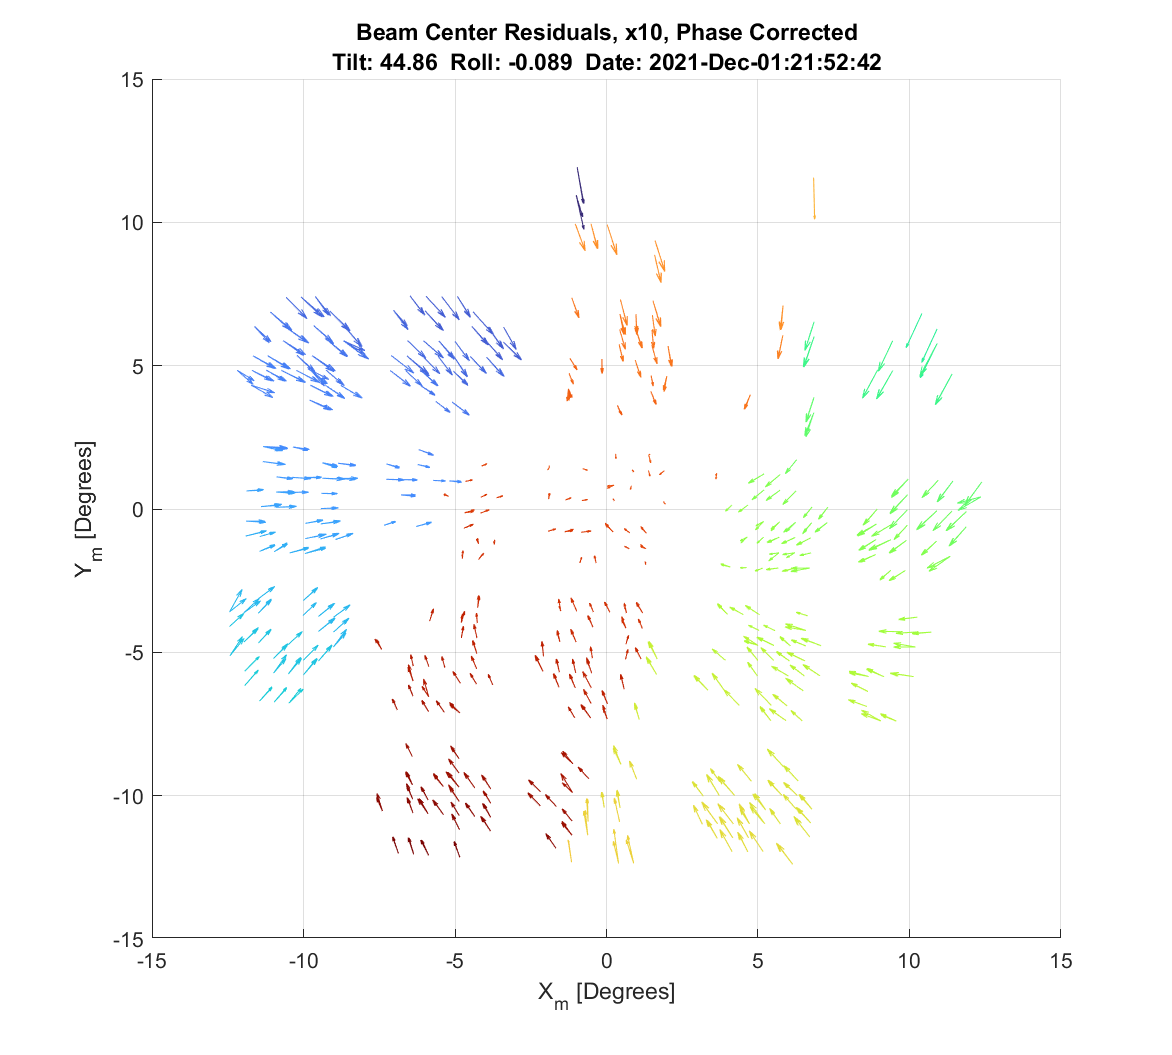 Beam Center Residuals, x10, Phase Corrected
Tilt: 44.86 Roll: -0.089 Date: 2021-Dec-01:21:52:42
15
10
5
0
-5
-10
-15
Y_m [Degrees]
-15 -10 -5 0 5 10 15
X_m [Degrees]